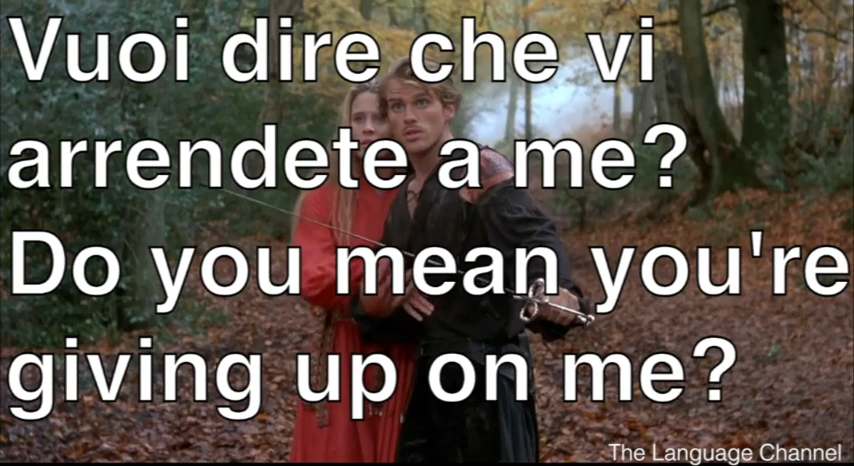 Vuoi dire che vi
arrendete a me?
Do you mean you're
giving up on me?
The Language Channel